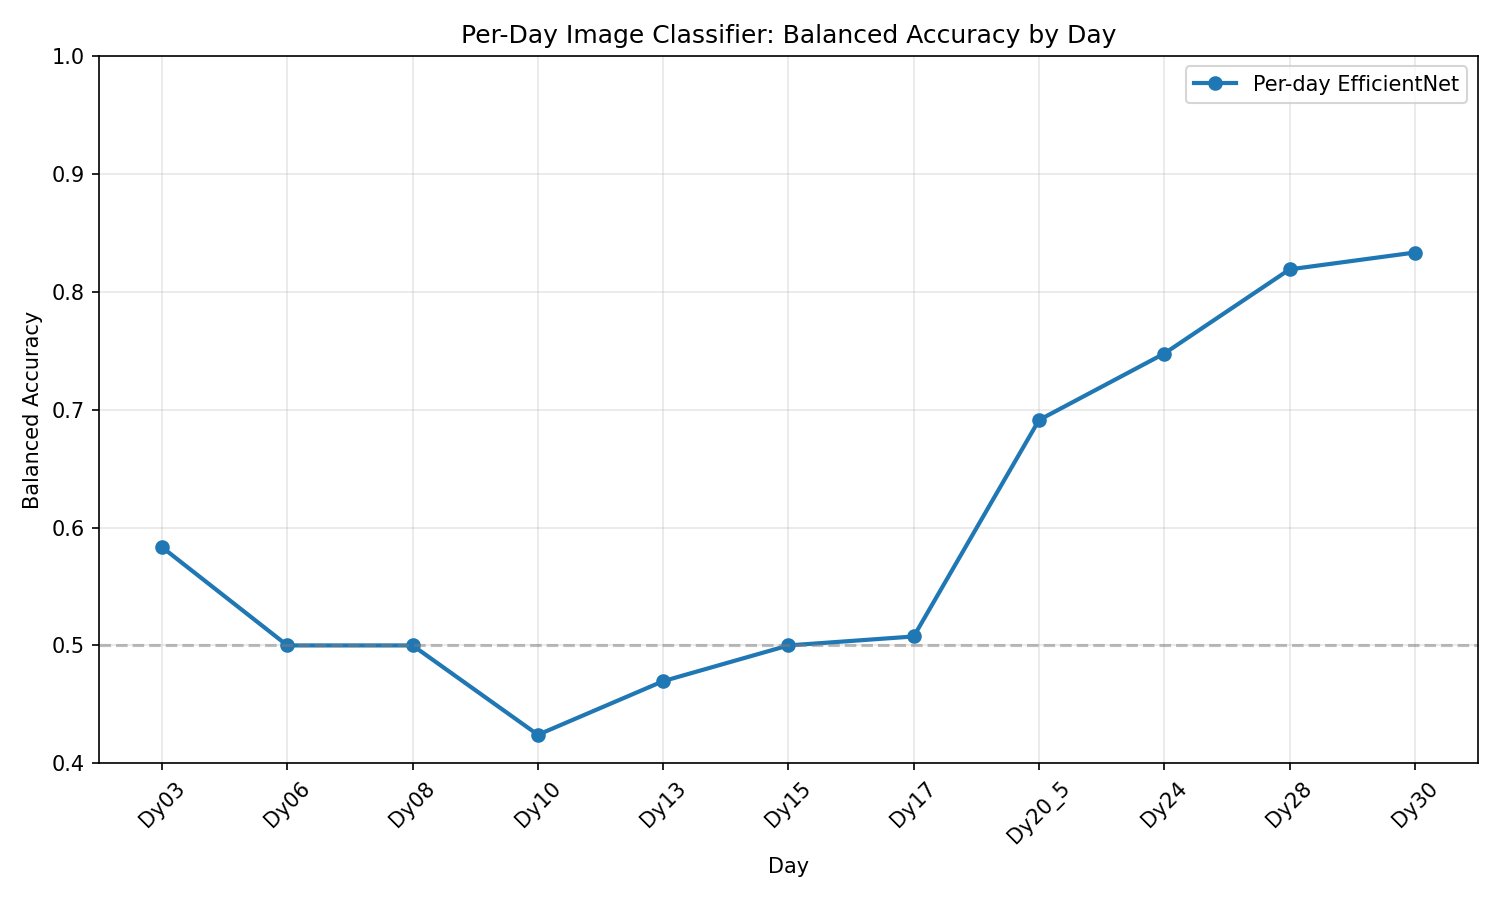 Per-Day Image Classifier: Balanced Accuracy by Day
Per-day EfficientNet
Balanced Accuracy
1.0
0.9
0.8
0.7
0.6
0.5
0.4
Dy03
Dy06
Dy08
Dy10
Dy13
Dy15
Dy17
Dy20_5
Dy24
Dy28
Dy30
Day